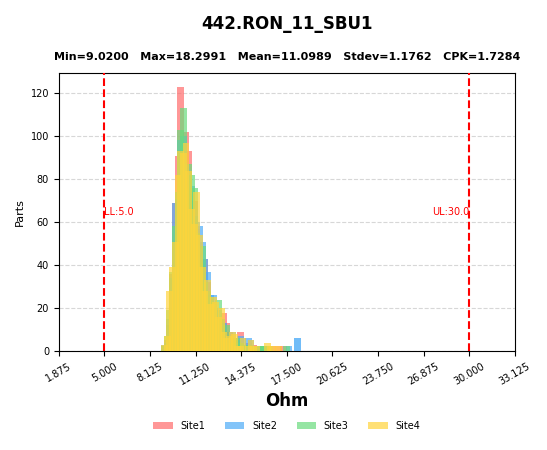 442.RON_11_SBU1
Min=9.0200 Max=18.2991 Mean=11.0989 Stdev=1.1762 CPK=1.7284
120
100
80
60
40
20
0
Parts
LL:5.0
UL:30.0
1.875 5.000 8.125 11.250 14.375 17.500 20.625 23.750 26.875 30.000 33.125
Ohm
Site1 Site2 Site3 Site4